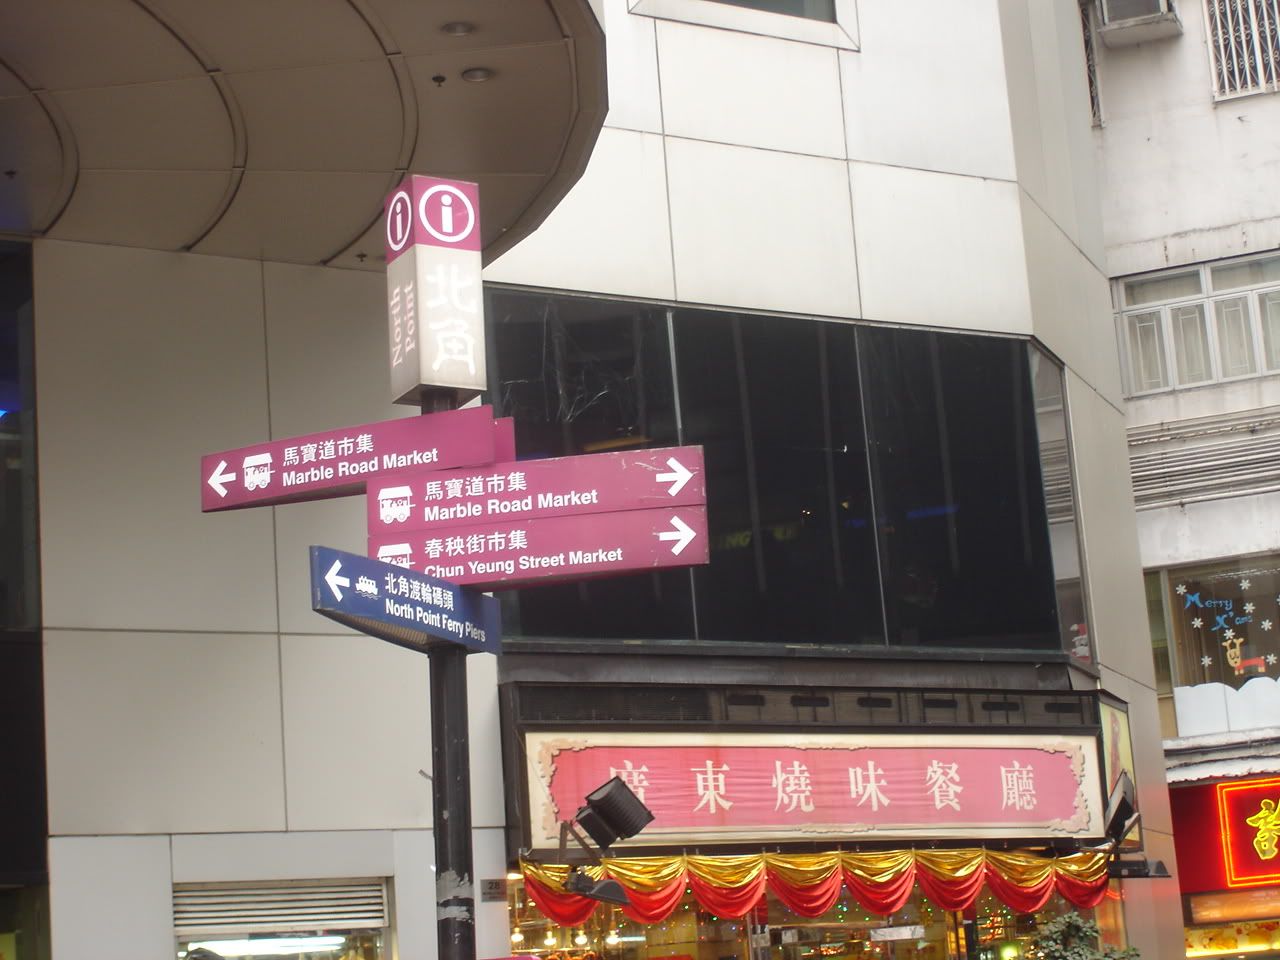 i
i
北角
North
Point
馬寶道市集
Marble Road Market
馬寶道市集
Marble Road Market
春秧街市集
Chun Yeung Street Market
北角渡輪碼頭
North Point Ferry Piers
Merry
X'mas
廣東燒味餐廳
28